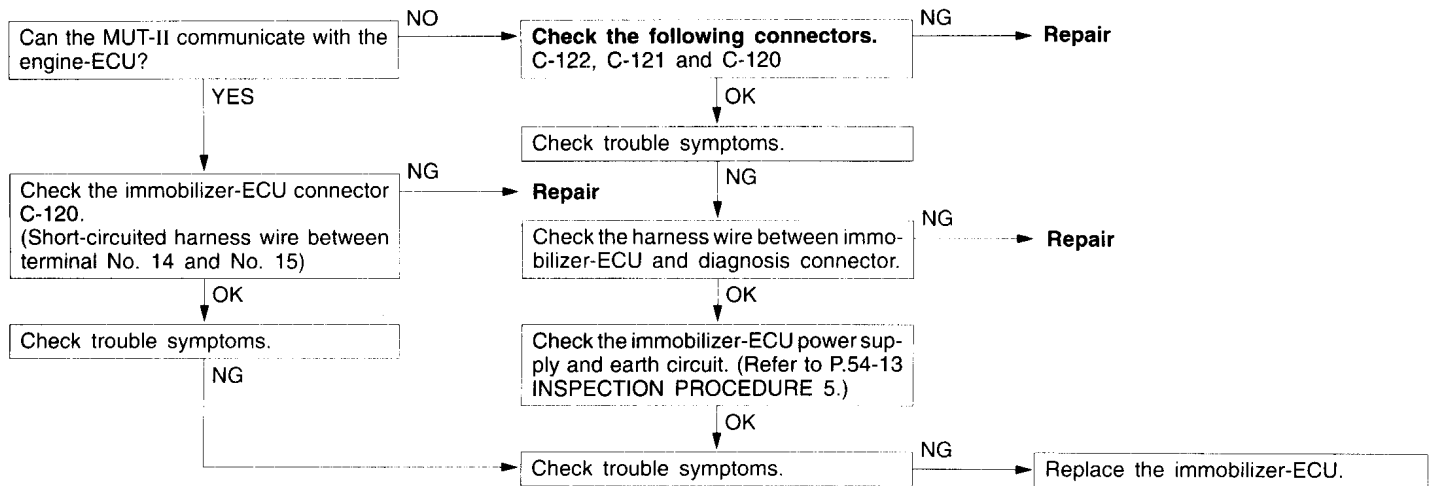 Can the MUT-II communicate with the
engine-ECU?
NO
Check the following connectors.
C-122, C-121 and C-120
NG
Repair
YES
OK
Check trouble symptoms.
NG
Check the immobilizer-ECU connector
C-120.
(Short-circuited harness wire between
terminal No. 14 and No. 15)
NG
Repair
Check the harness wire between immo-
bilizer-ECU and diagnosis connector.
NG
Repair
OK
OK
Check trouble symptoms.
NG
Check the immobilizer-ECU power sup-
ply and earth circuit. (Refer to P.54-13
INSPECTION PROCEDURE 5.)
OK
Check trouble symptoms.
NG
Replace the immobilizer-ECU.